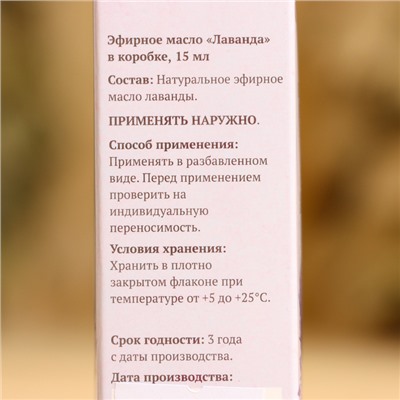 Эфирное масло «Лаванда»
в коробке, 15 мл
Состав: Натуральное эфирное
масло лаванды.
ПРИМЕНЯТЬ НАРУЖНО.
Способ применения:
Применять в разбавленном
виде. Перед применением
проверить на
индивидуальную
переносимость.
Условия хранения:
Хранить в плотно
закрытом флаконе при
температуре от +5 до +25°С.
Срок годности: 3 года
с даты производства.
Дата производства: